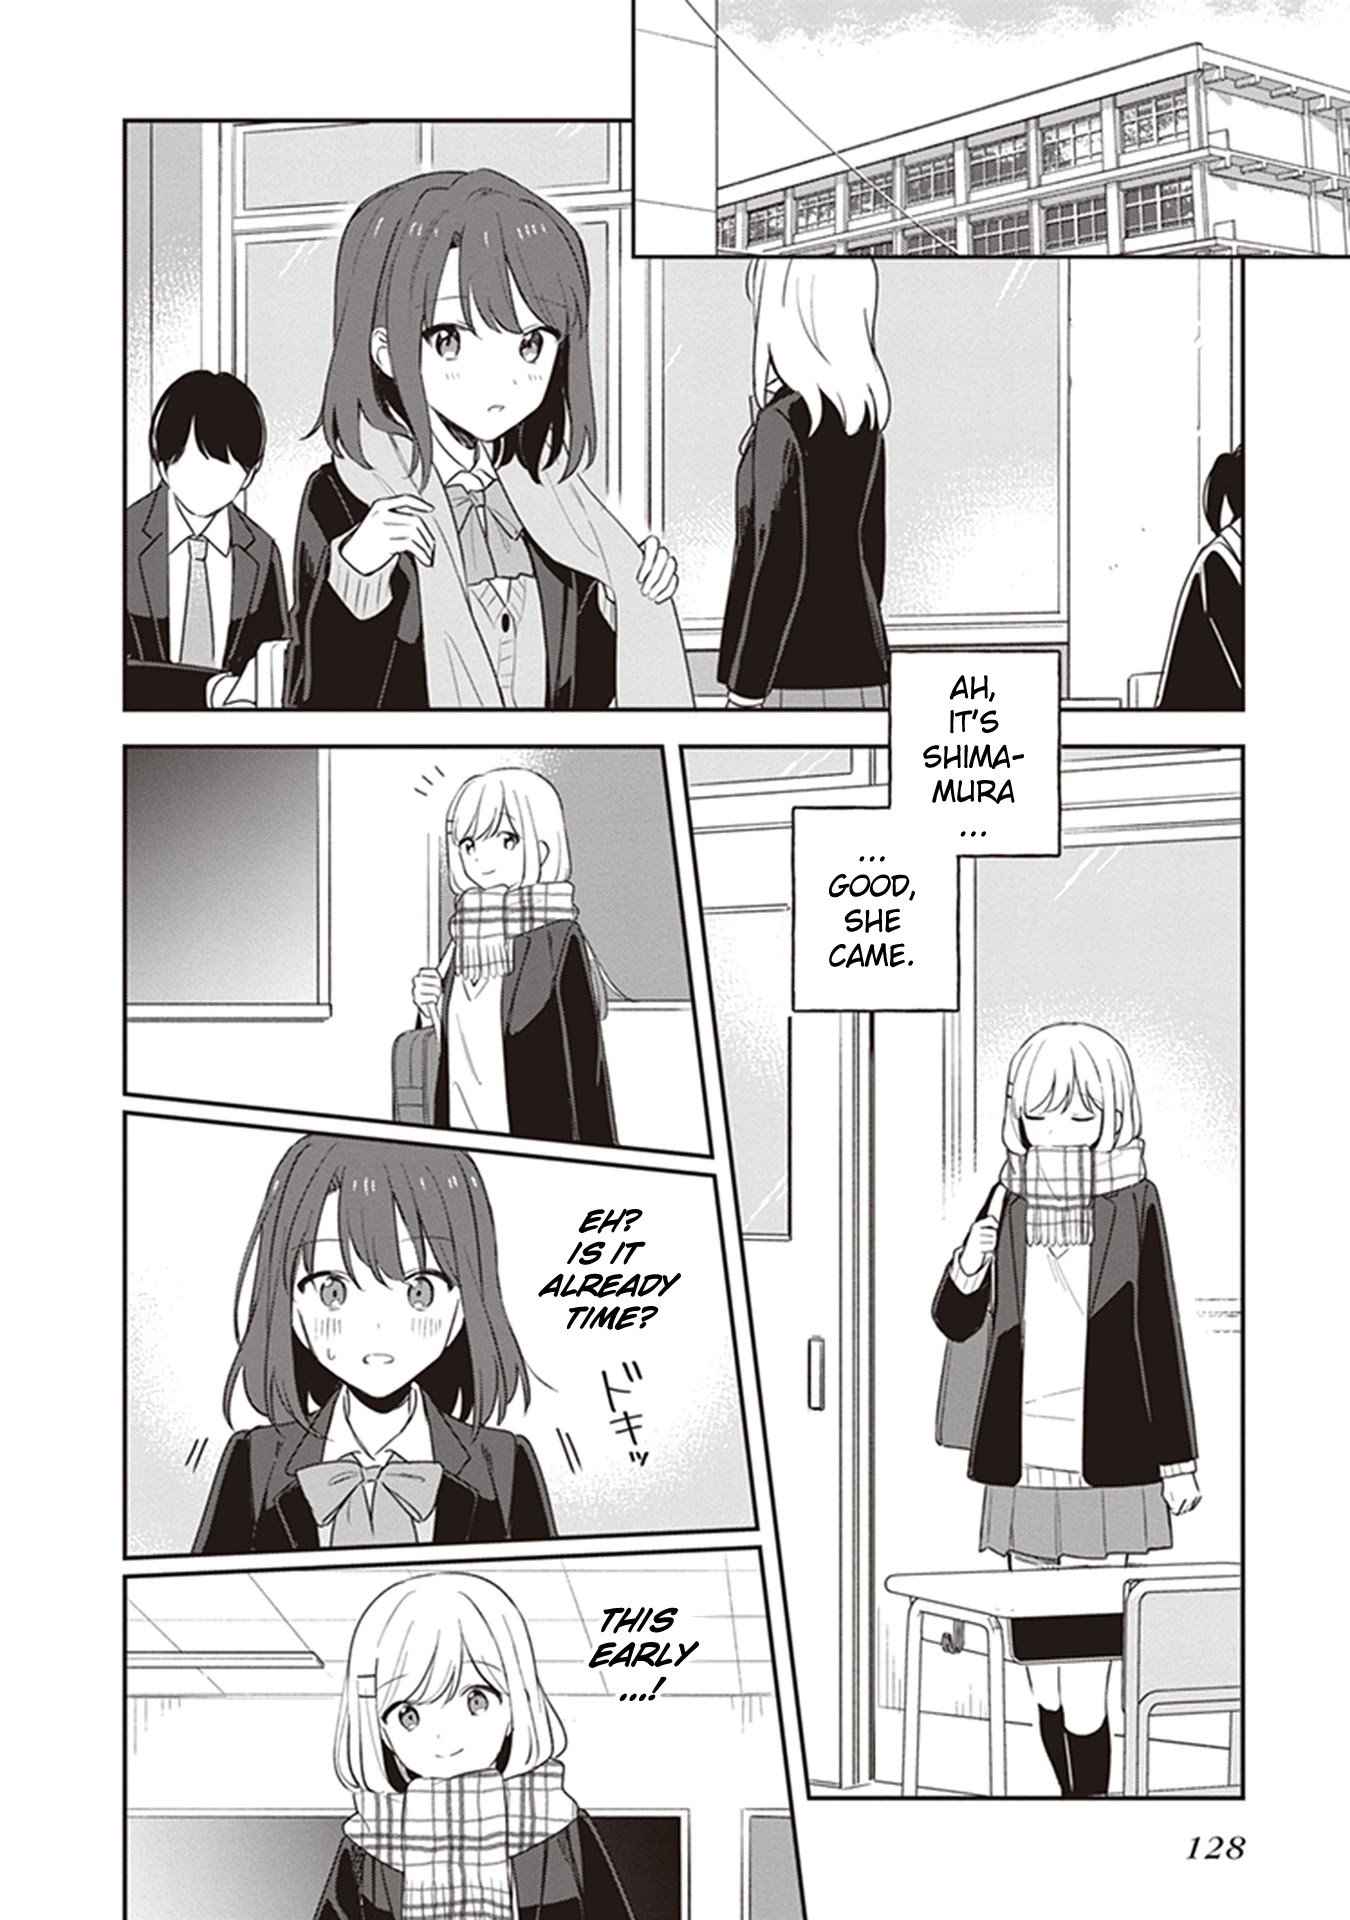 AH,
IT'S
SHIMA-
MURA
...
...
GOOD,
SHE
CAME.
EH?
IS IT
ALREADY
TIME?
ドキッ
THIS
EARLY
...!
128